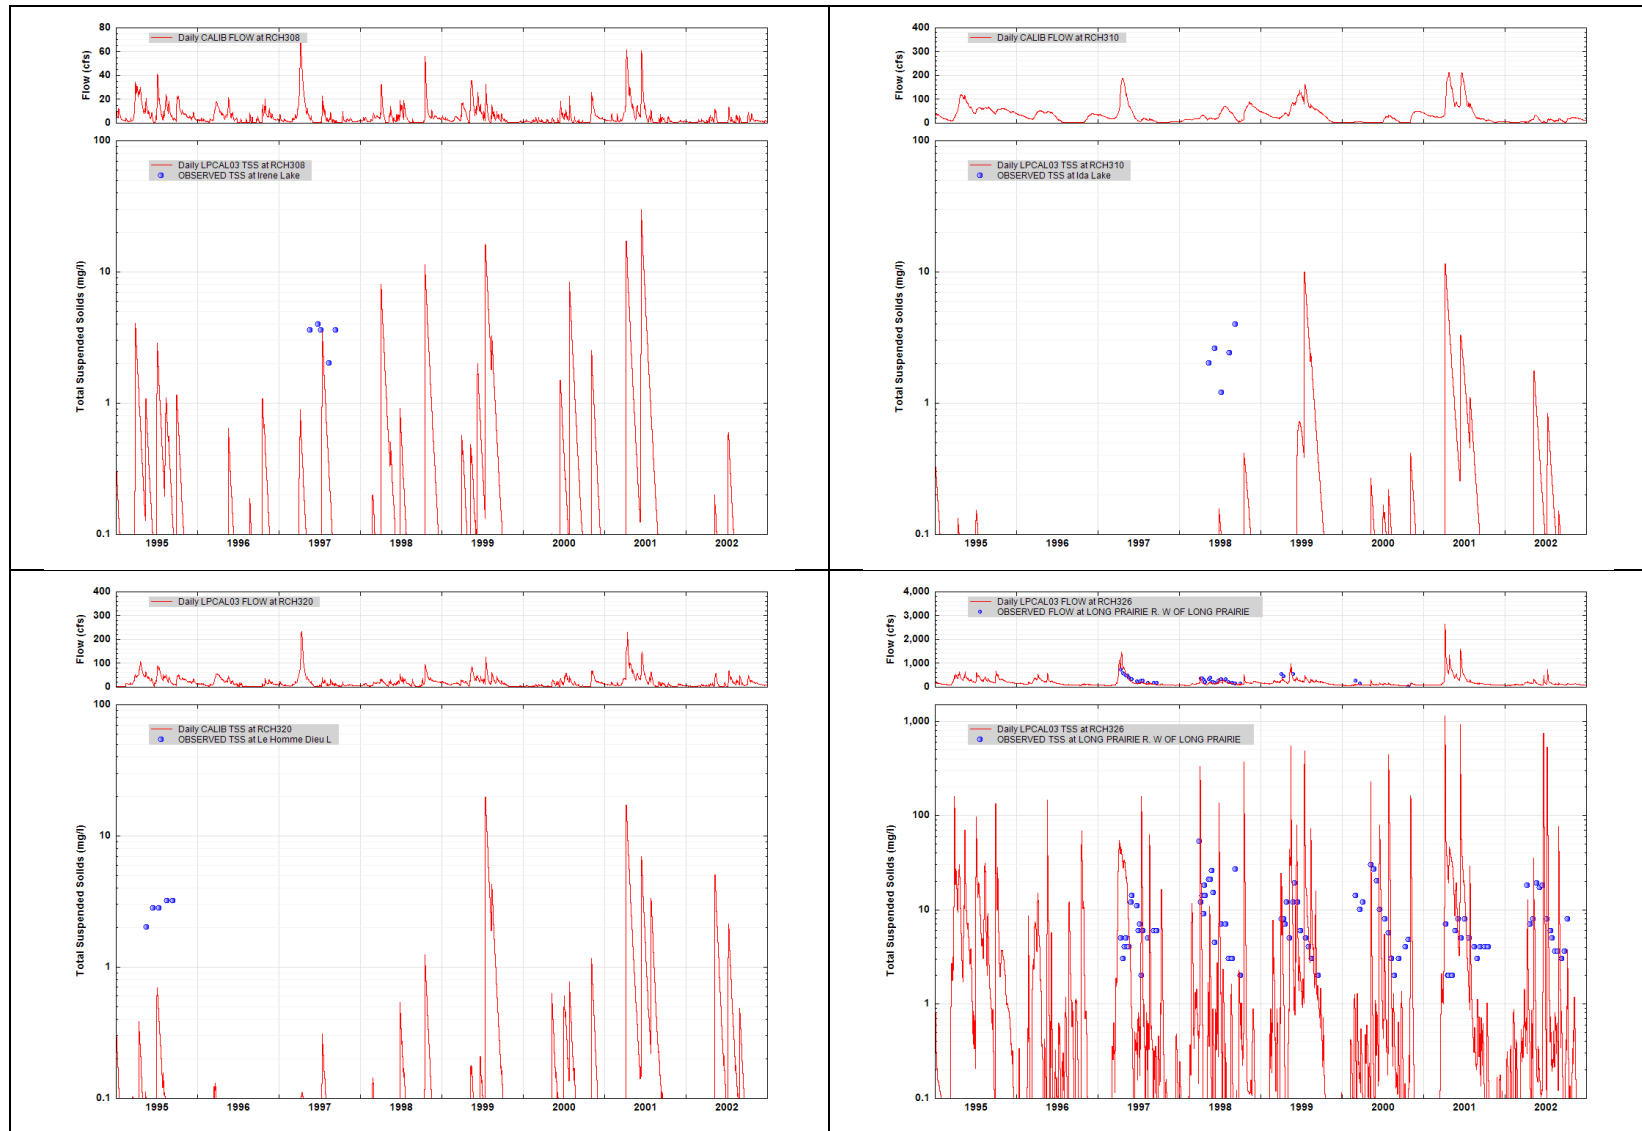 80
60
40
20
0
Flow (cfs)
Daily CALIB FLOW at RCH308
100
10
1
0.1
Total Suspended Solids (mg/l)
Daily LPCAL03 TSS at RCH308
OBSERVED TSS at Irene Lake
1995 1996 1997 1998 1999 2000 2001 2002
400
300
200
100
0
Flow (cfs)
Daily CALIB FLOW at RCH310
100
10
1
0.1
Total Suspended Solids (mg/l)
Daily LPCAL03 TSS at RCH310
OBSERVED TSS at Ida Lake
1995 1996 1997 1998 1999 2000 2001 2002
400
300
200
100
0
Flow (cfs)
Daily LPCAL03 FLOW at RCH320
100
10
1
0.1
Total Suspended Solids (mg/l)
Daily CALIB TSS at RCH320
OBSERVED TSS at Le Homme Dieu L
1995 1996 1997 1998 1999 2000 2001 2002
4,000
3,000
2,000
1,000
0
Flow (cfs)
Daily LPCAL03 FLOW at RCH326
OBSERVED FLOW at LONG PRAIRIE R. W OF LONG PRAIRIE
1,000
100
10
1
0.1
Total Suspended Solids (mg/l)
Daily LPCAL03 TSS at RCH326
OBSERVED TSS at LONG PRAIRIE R. W OF LONG PRAIRIE
1995 1996 1997 1998 1999 2000 2001 2002